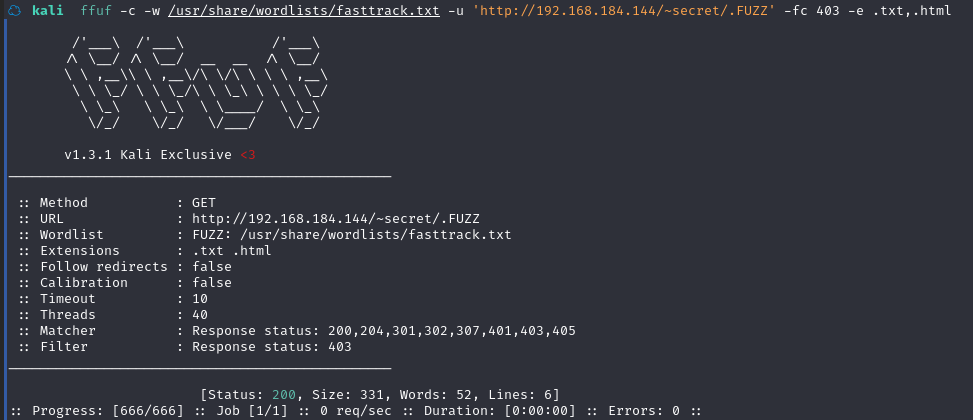 kali ffuf -c -w /usr/share/wordlists/fasttrack.txt -u 'http://192.168.184.144/~secret/.FUZZ' -fc 403 -e .txt,.html
v1.3.1 Kali Exclusive <3
________________________________________________
:: Method : GET
:: URL : http://192.168.184.144/~secret/.FUZZ
:: Wordlist : FUZZ: /usr/share/wordlists/fasttrack.txt
:: Extensions : .txt .html
:: Follow redirects : false
:: Calibration : false
:: Timeout : 10
:: Threads : 40
:: Matcher : Response status: 200,204,301,302,307,401,403,405
:: Filter : Response status: 403
________________________________________________
[Status: 200, Size: 331, Words: 52, Lines: 6]
:: Progress: [666/666] :: Job [1/1] :: 0 req/sec :: Duration: [0:00:00] :: Errors: 0 ::